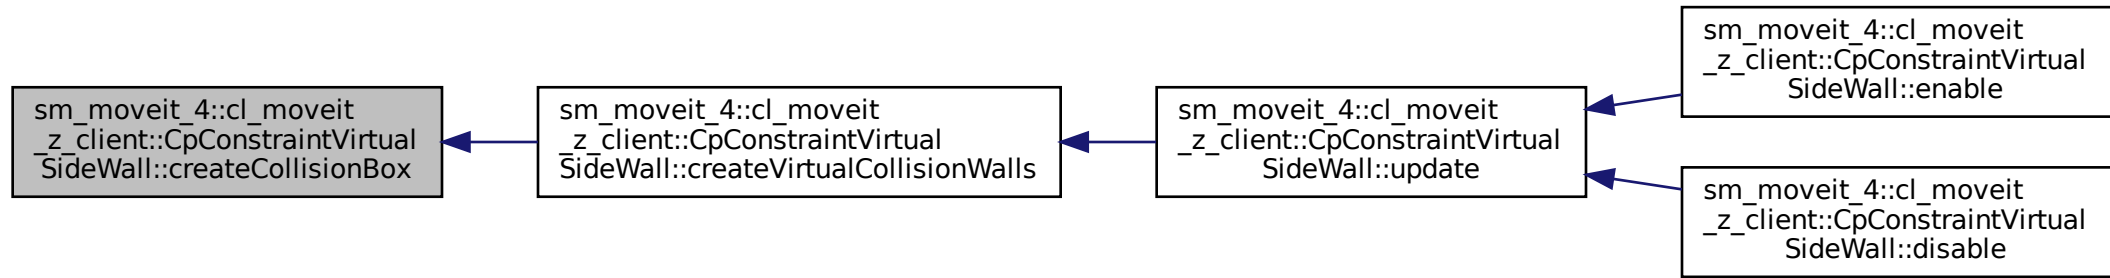 sm_moveit_4::cl_moveit
_z_client::CpConstraintVirtual
SideWall::createCollisionBox
sm_moveit_4::cl_moveit
_z_client::CpConstraintVirtual
SideWall::createVirtualCollisionWalls
sm_moveit_4::cl_moveit
_z_client::CpConstraintVirtual
SideWall::update
sm_moveit_4::cl_moveit
_z_client::CpConstraintVirtual
SideWall::enable
sm_moveit_4::cl_moveit
_z_client::CpConstraintVirtual
SideWall::disable